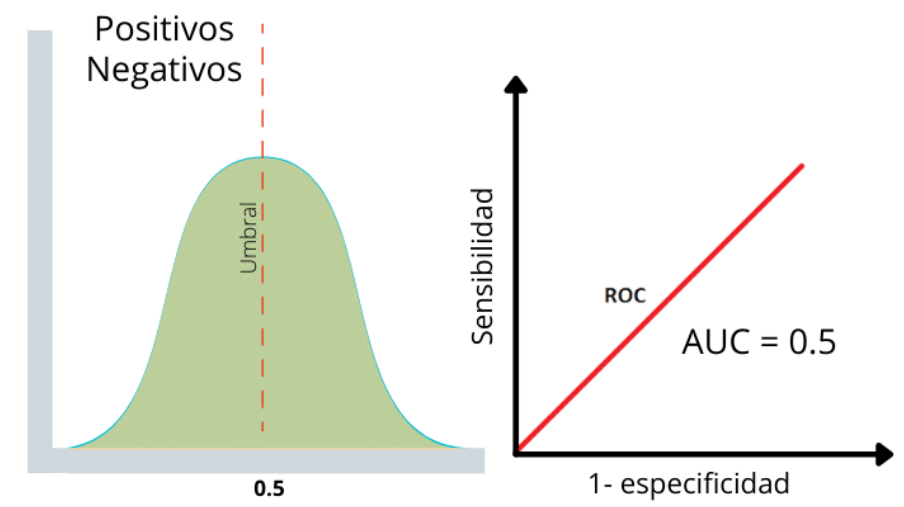 Positivos
Negativos
Umbral
0.5
Sensibilidad
ROC
AUC = 0.5
1- especificidad